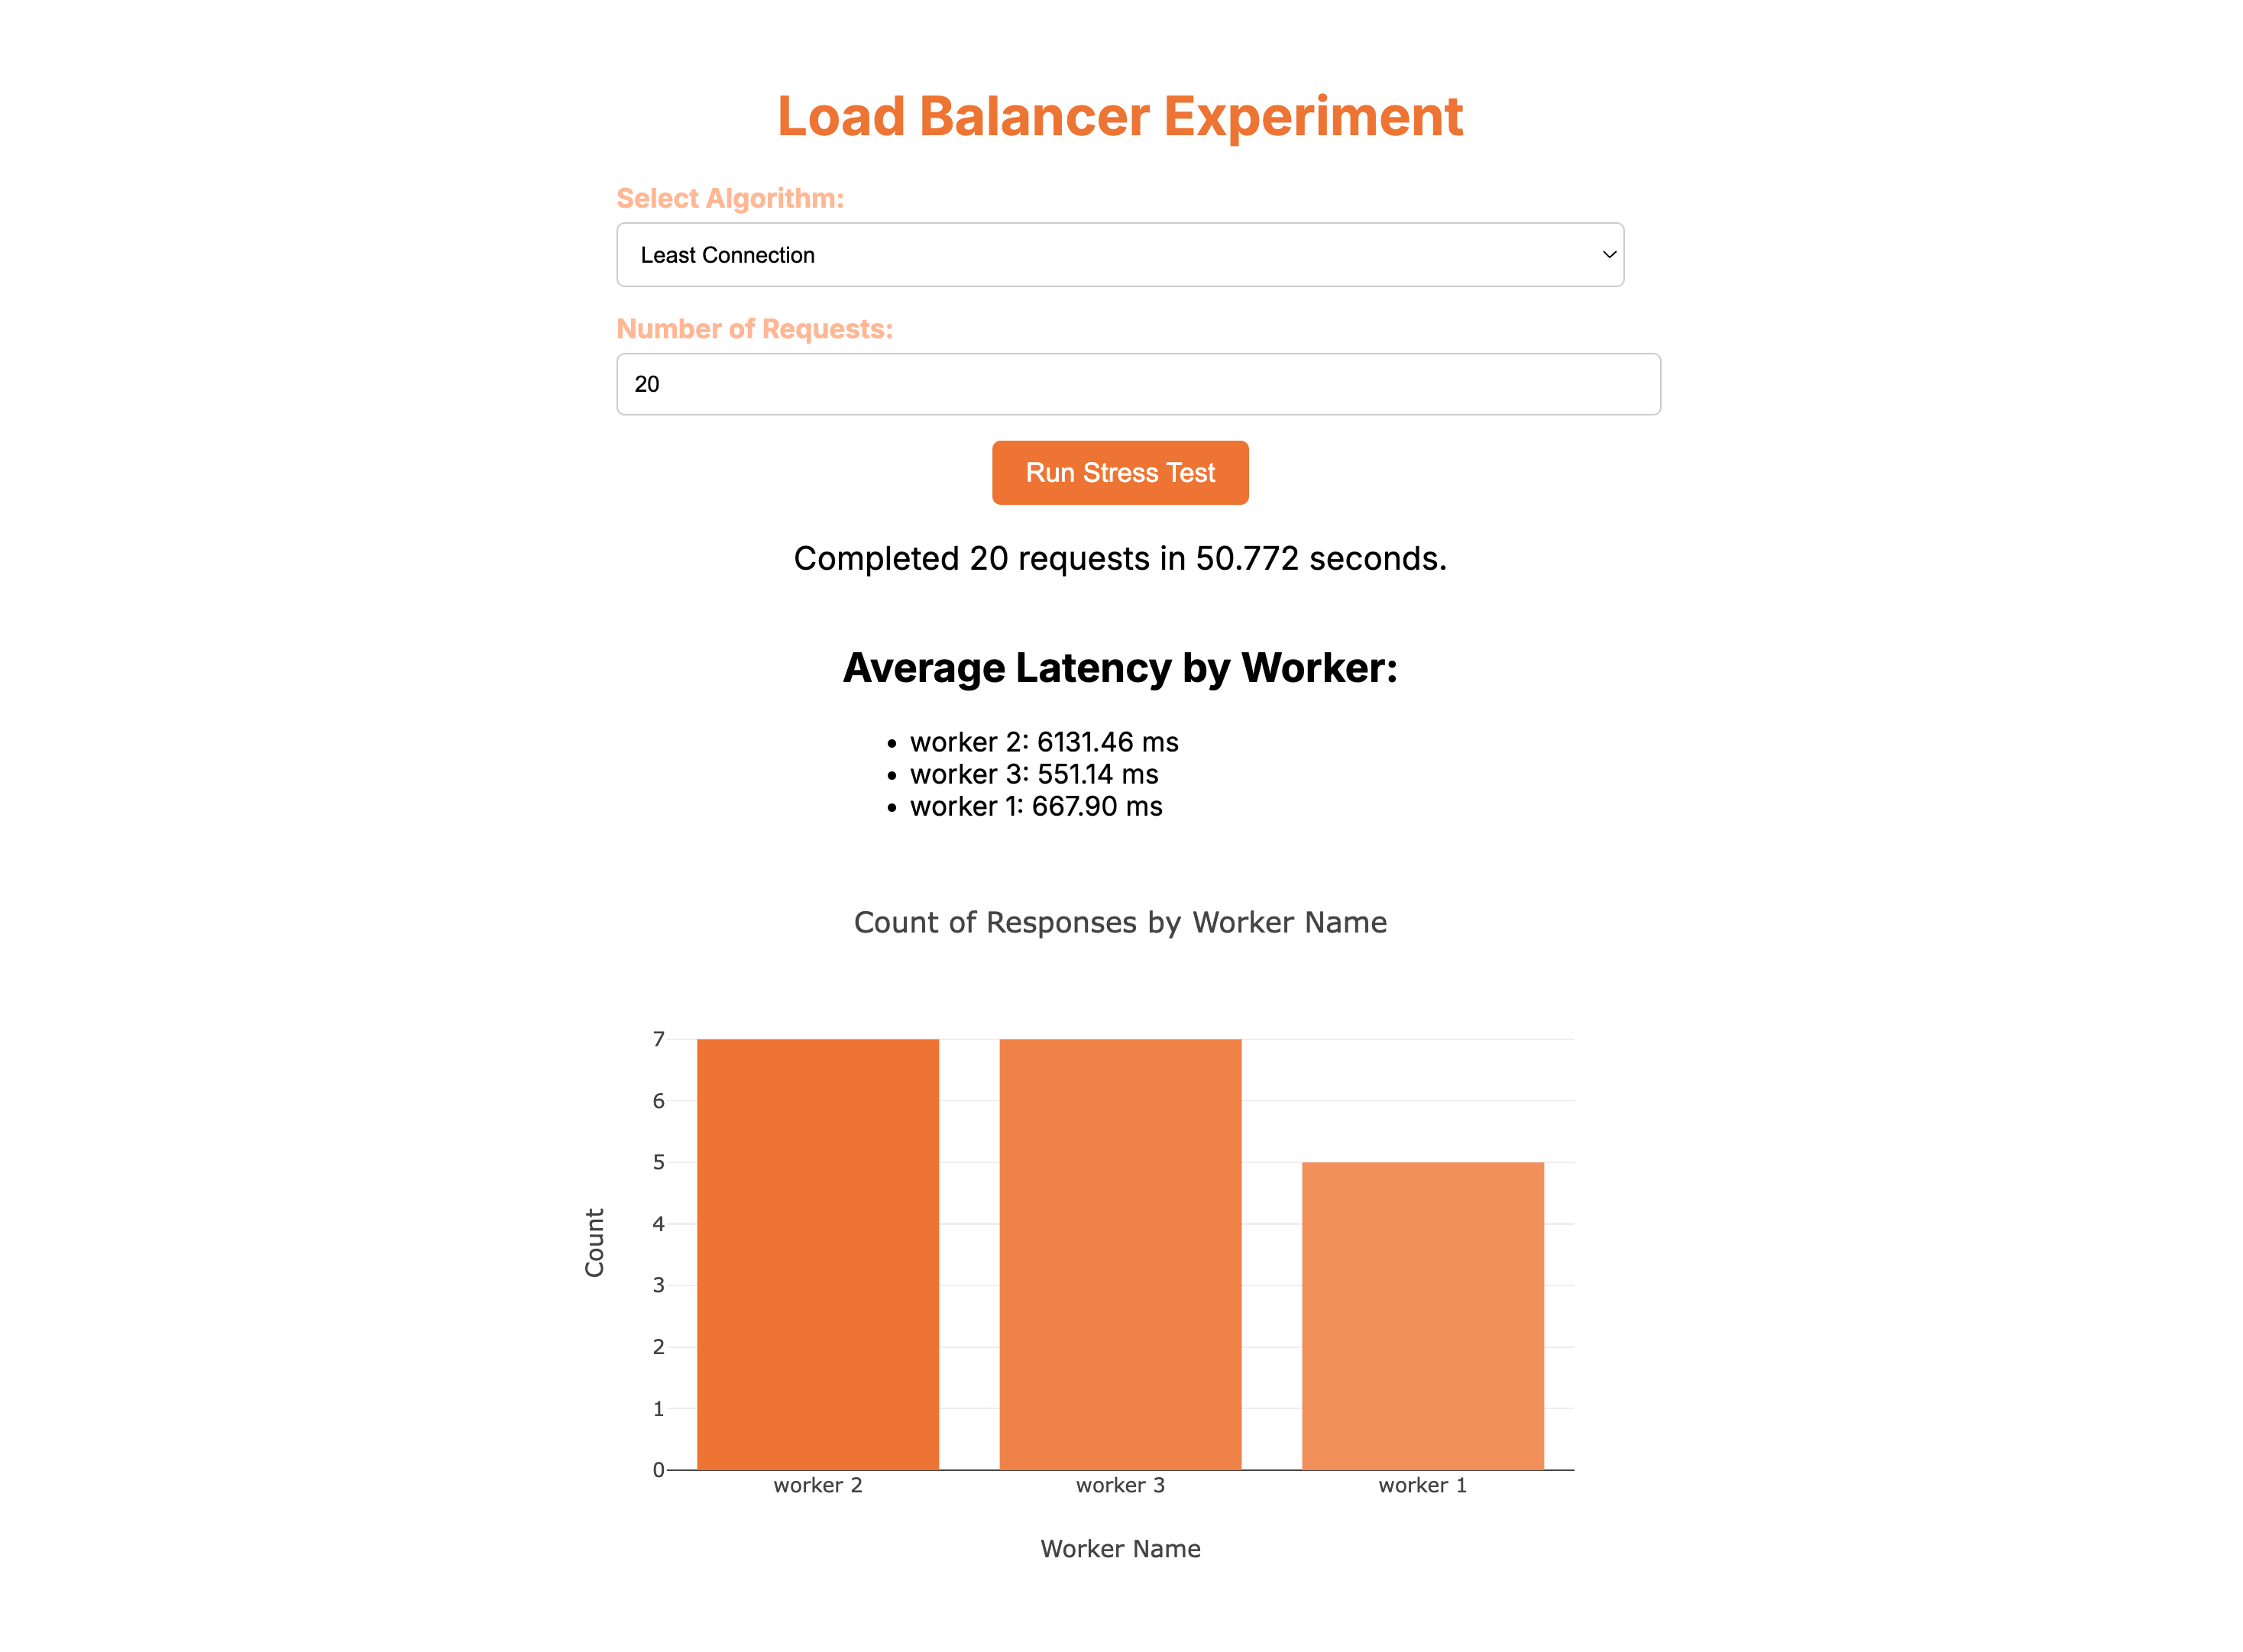 Load Balancer Experiment
Select Algorithm:
Least Connection
Number of Requests:
20
Run Stress Test
Completed 20 requests in 50.772 seconds.
Average Latency by Worker:
• worker 2: 6131.46 ms
• worker 3: 551.14 ms
• worker 1: 667.90 ms
Count of Responses by Worker Name
7
6
5
4
3
2
1
0
Count
worker 2
worker 3
worker 1
Worker Name